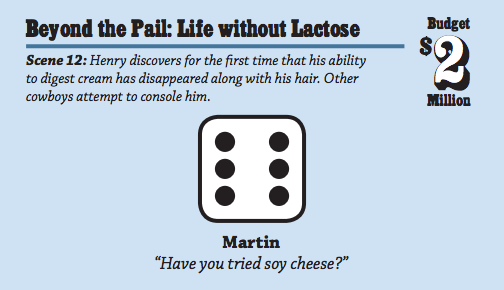 Beyond the Pail: Life without Lactose
Budget
$2
Million
Scene 12: Henry discovers for the first time that his ability
to digest cream has disappeared along with his hair. Other
cowboys attempt to console him.
Martin
“Have you tried soy cheese?”